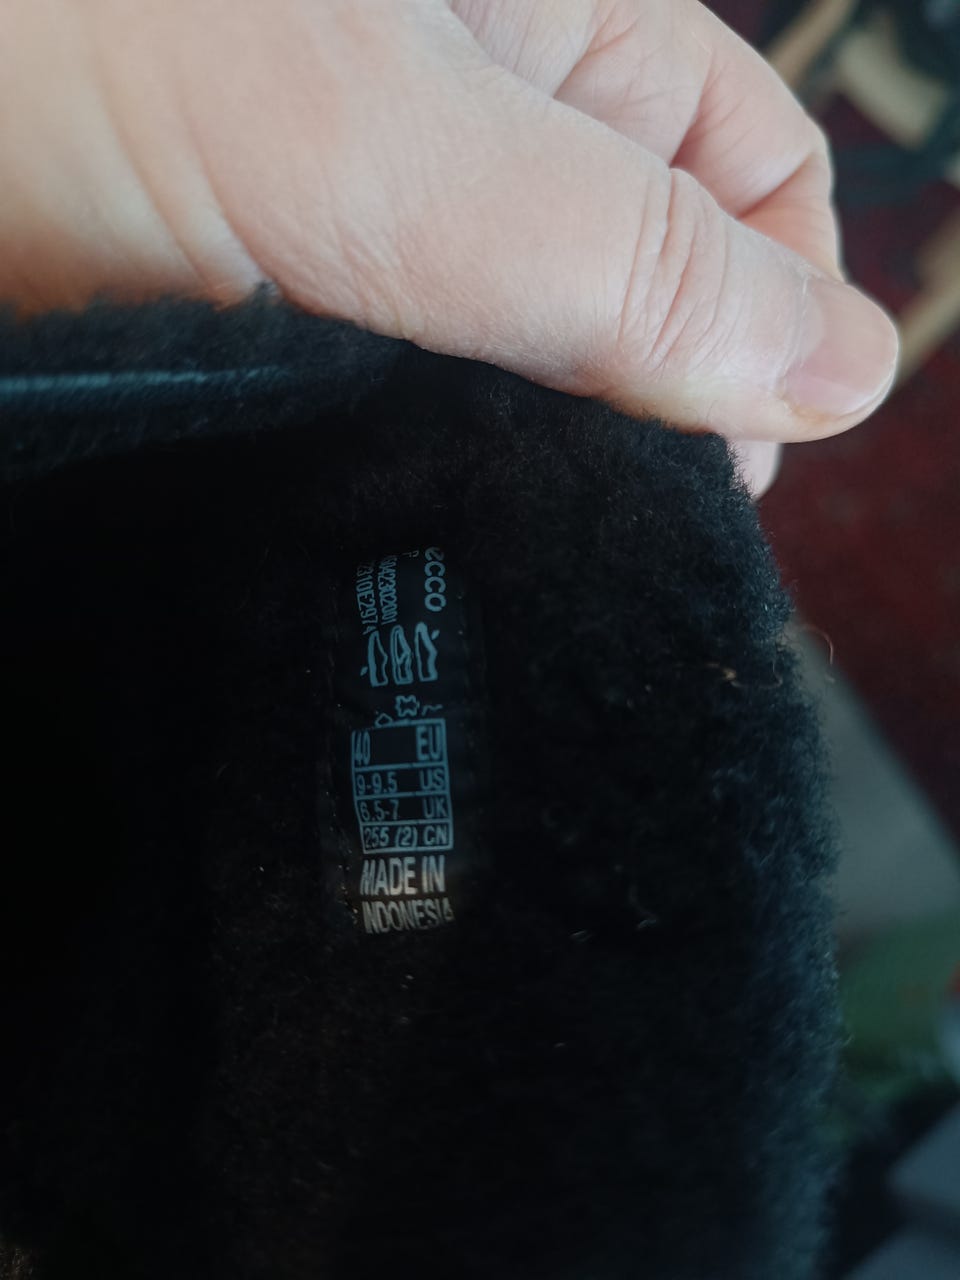 ecco
EU 40
US 9-9.5
UK 6.5-7
CN 255 (2)
MADE IN
INDONESIA